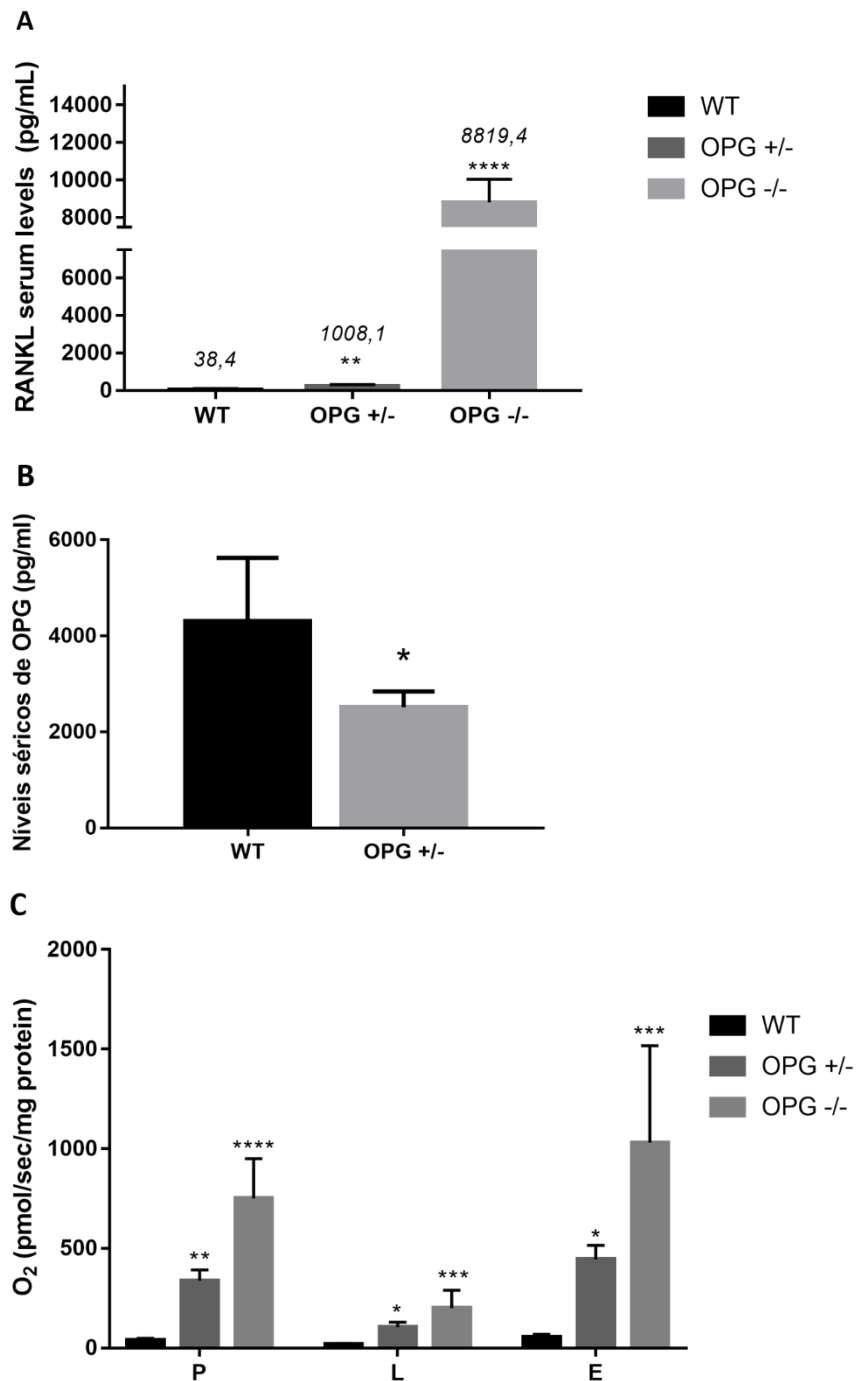 A
RANKL serum levels (pg/mL)
14000
12000
10000
8000
6000
4000
2000
0
38,4
1008,1
**
8819,4
****
WT
OPG +/-
OPG -/-
WT
OPG +/-
OPG -/-
B
Níveis séricos de OPG (pg/ml)
6000
4000
2000
0
*
WT
OPG +/-
C
O₂ (pmol/sec/mg protein)
2000
1500
1000
500
0
**
****
*
***
*
***
P
L
E
WT
OPG +/-
OPG -/-